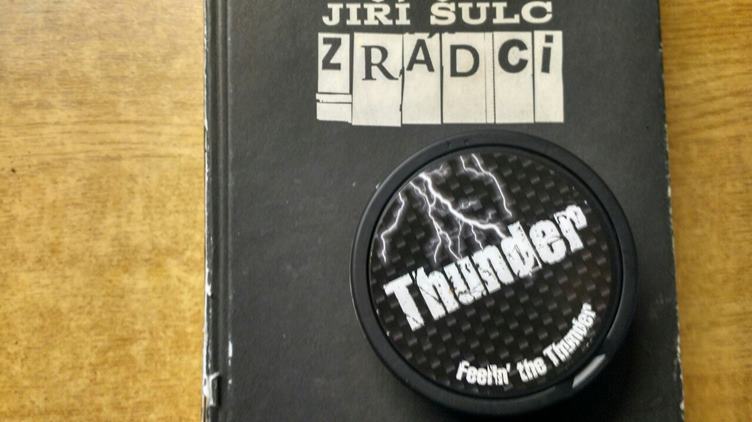 JIŘÍ ŠULC
ZRÁDCi
Thunder
Feelin' the Thunder